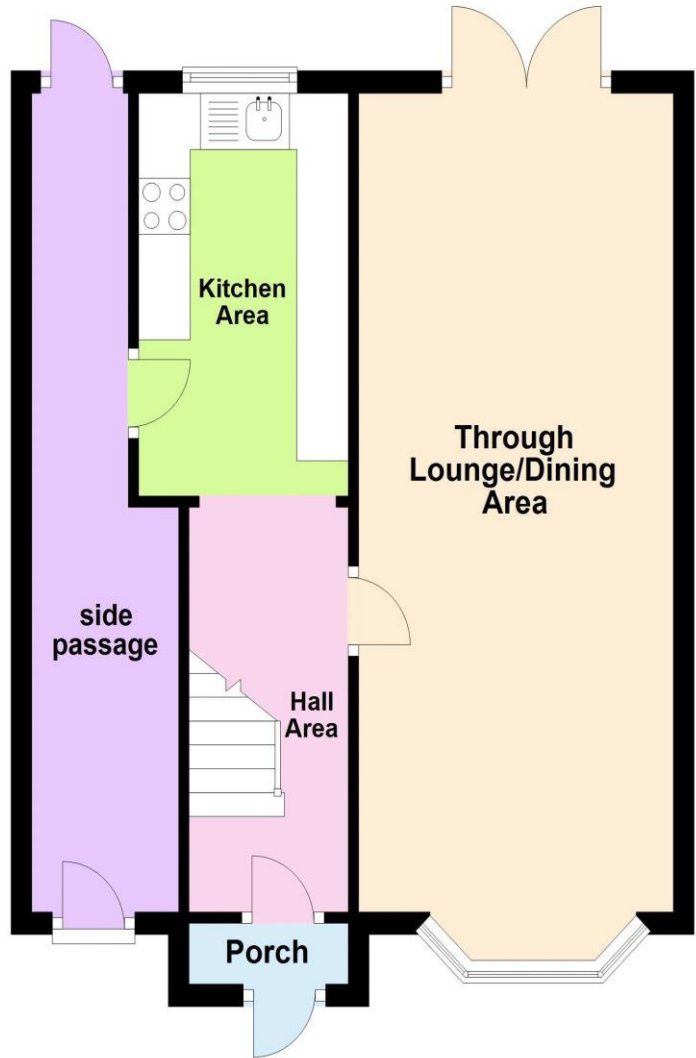 Kitchen
Area
Through
Lounge/Dining
Area
side
passage
Hall
Area
Porch